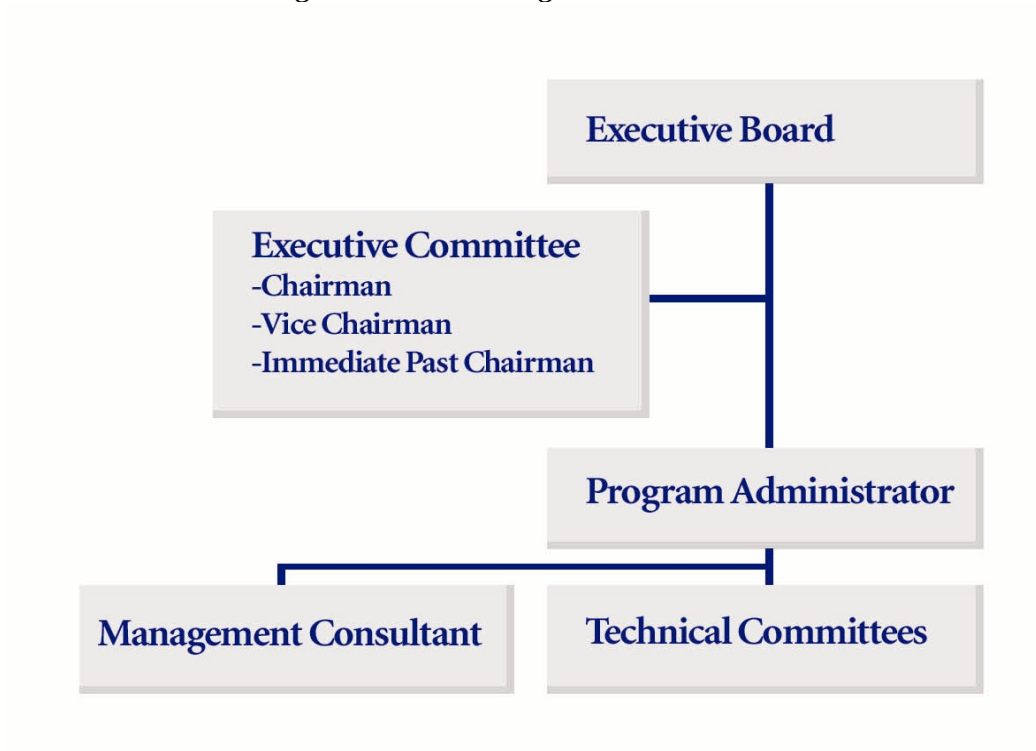 Executive Board
Executive Committee
-Chairman
-Vice Chairman
-Immediate Past Chairman
Program Administrator
Management Consultant
Technical Committees